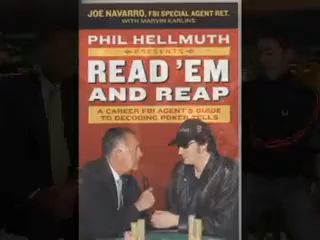 JOE NAVARRO, FBI SPECIAL AGENT RET.
WITH MARVIN KARLINS
PHIL HELLMUTH
PRESENTS
READ 'EM
AND REAP
A CAREER FBI AGENT'S GUIDE
TO DECODING POKER TELLS